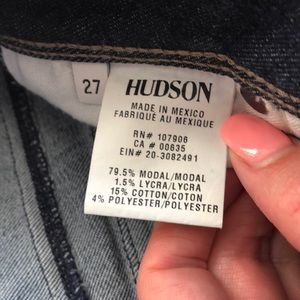 27
HUDSON
MADE IN MEXICO
FABRIQUÉ AU MEXIQUE
RN# 107906
CA # 00635
EIN# 20-3082491
79.5% MODAL/MODAL
1.5% LYCRA/LYCRA
15% COTTON/COTON
4% POLYESTER/POLYESTER